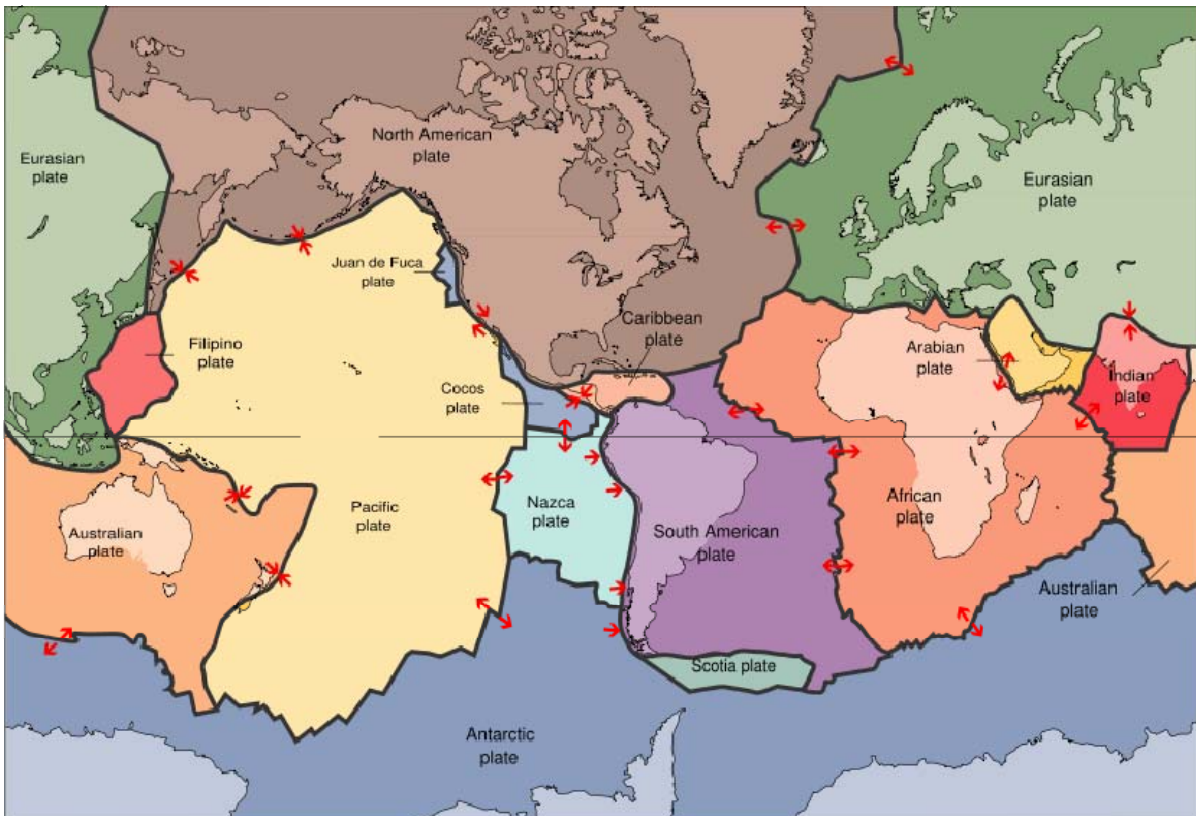 North American
plate
Eurasian
plate
Eurasian
plate
Juan de Fuca
plate
Caribbean
plate
Filipino
plate
Arabian
plate
Indian
plate
Cocos
plate
Nazca
plate
Pacific
plate
African
plate
Australian
plate
South American
plate
Australian
plate
Scotia plate
Antarctic
plate